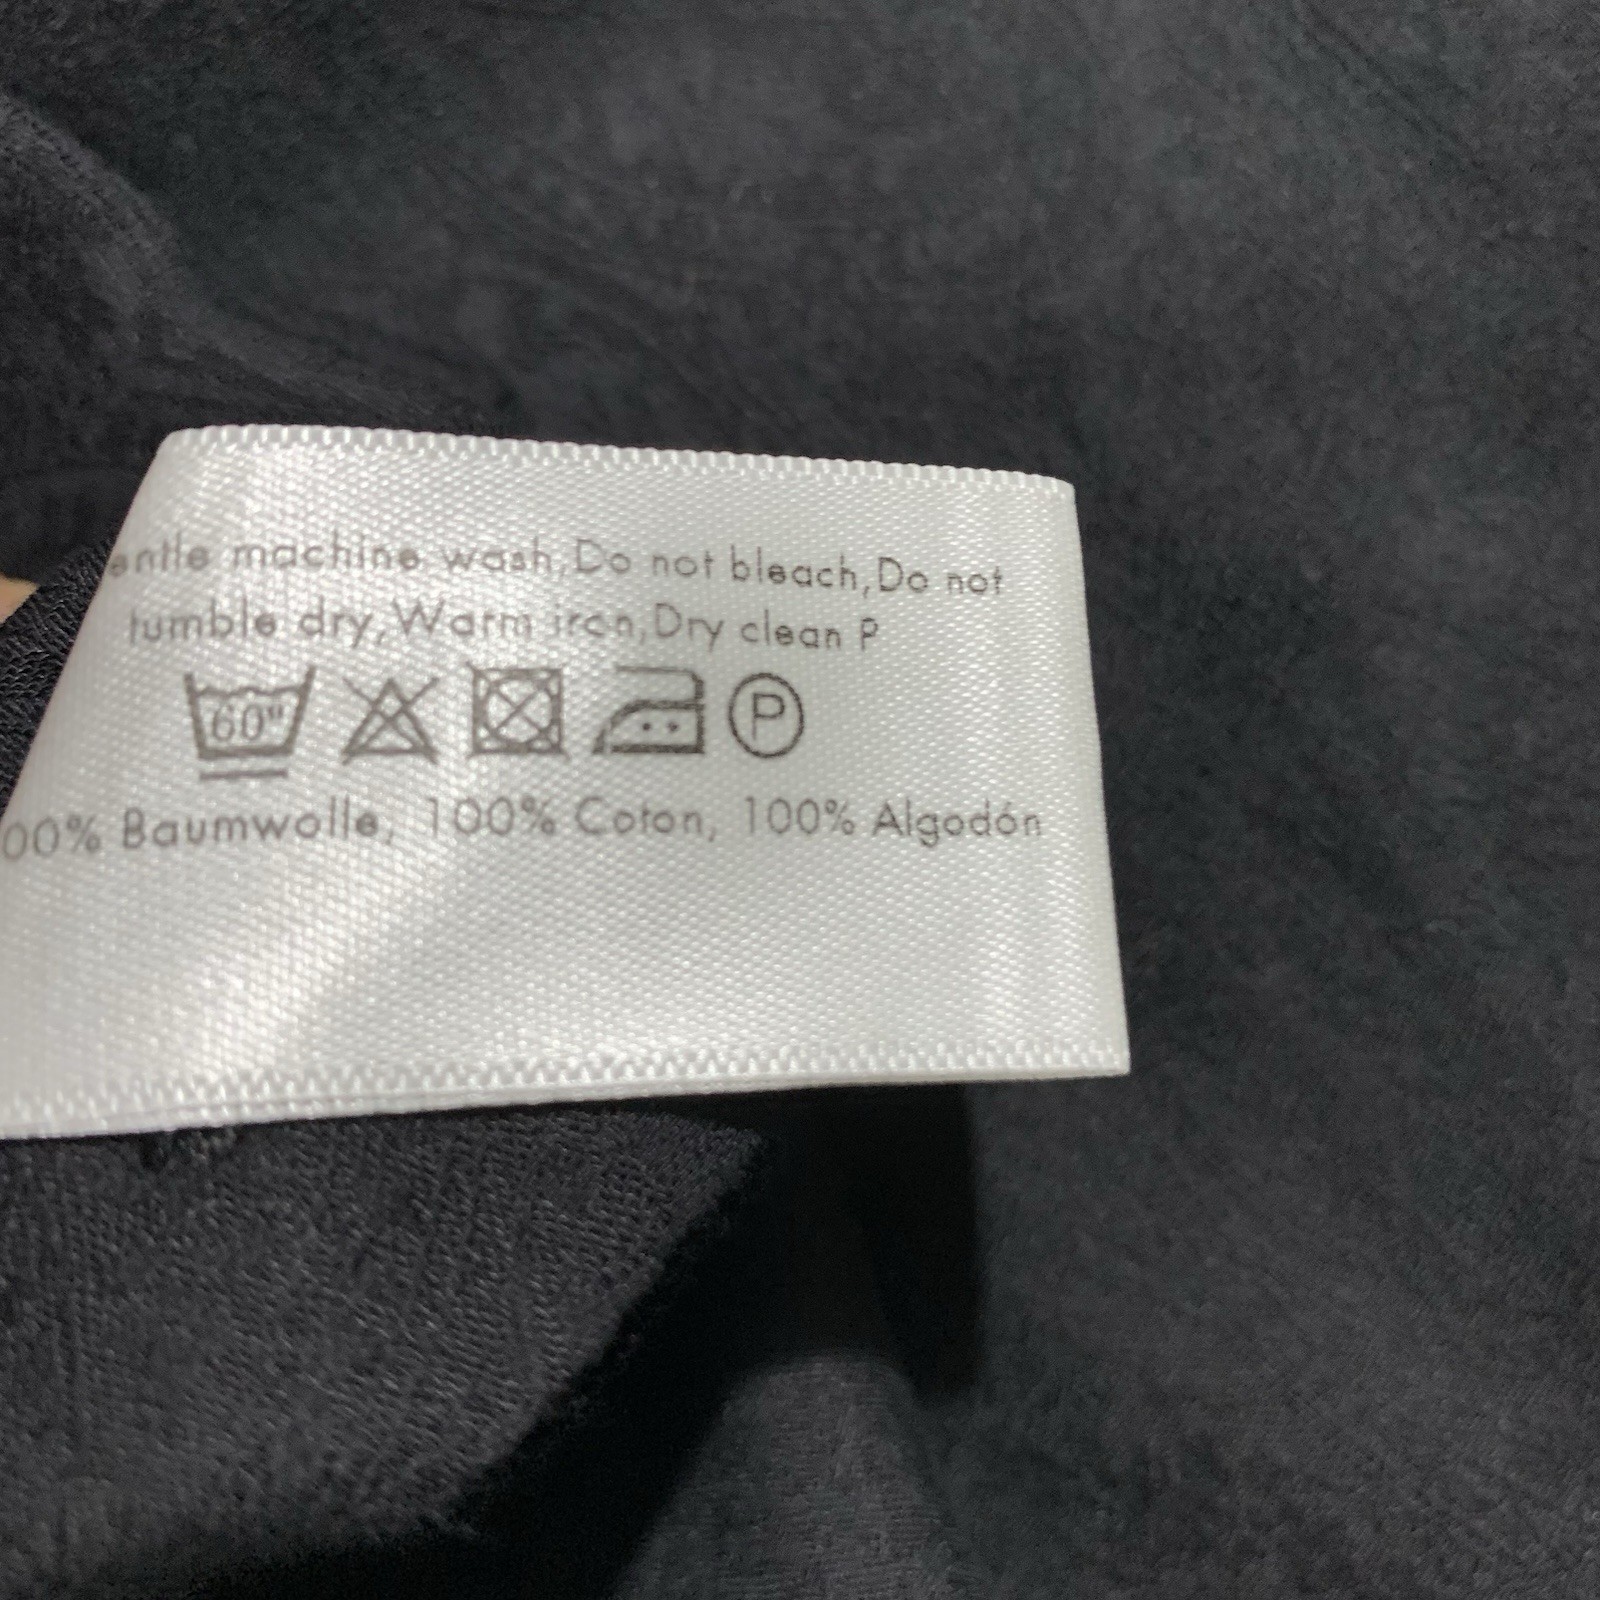 entle machine wash,Do not bleach,Do not
tumble dry,Warm iron,Dry clean P
60" P
00% Baumwolle, 100% Coton, 100% Algodón